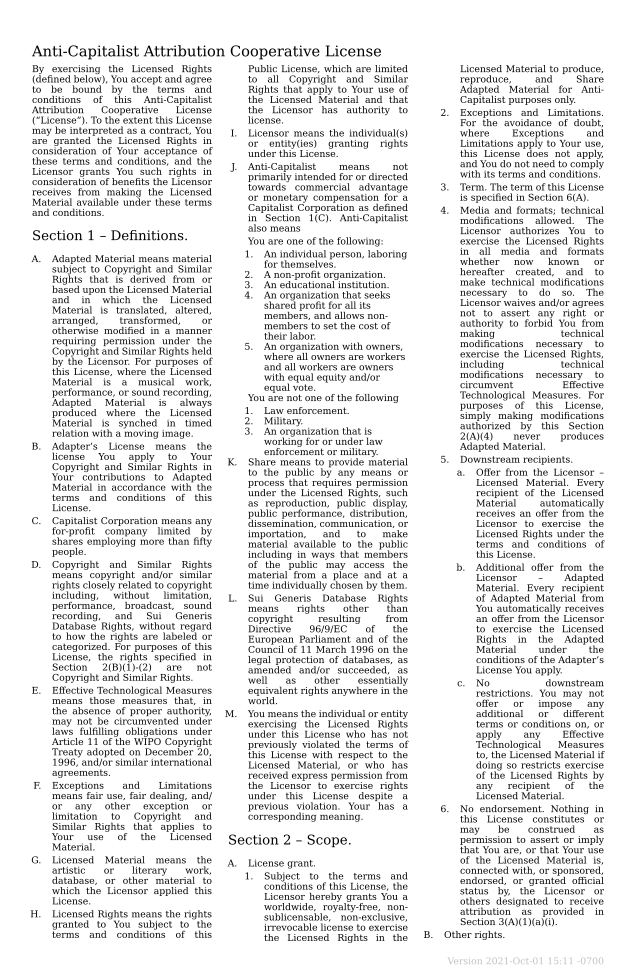 Anti-Capitalist Attribution Cooperative License
By exercising the Licensed Rights
(defined below), You accept and agree
to be bound by the terms and
conditions of this Anti-Capitalist
Attribution Cooperative License
(“License”). To the extent this License
may be interpreted as a contract, You
are granted the Licensed Rights in
consideration of Your acceptance of
these terms and conditions, and the
Licensor grants You such rights in
consideration of benefits the Licensor
receives from making the Licensed
Material available under these terms
and conditions.
Section 1 – Definitions.
A. Adapted Material means material
subject to Copyright and Similar
Rights that is derived from or
based upon the Licensed Material
and in which the Licensed
Material is translated, altered,
arranged, transformed, or
otherwise modified in a manner
requiring permission under the
Copyright and Similar Rights held
by the Licensor. For purposes of
this License, where the Licensed
Material is a musical work,
performance, or sound recording,
Adapted Material is always
produced where the Licensed
Material is synched in timed
relation with a moving image.
B. Adapter’s License means the
license You apply to Your
Copyright and Similar Rights in
Your contributions to Adapted
Material in accordance with the
terms and conditions of this
License.
C. Capitalist Corporation means any
for-profit company limited by
shares employing more than fifty
people.
D. Copyright and Similar Rights
means copyright and/or similar
rights closely related to copyright
including, without limitation,
performance, broadcast, sound
recording, and Sui Generis
Database Rights, without regard
to how the rights are labeled or
categorized. For purposes of this
License, the rights specified in
Section 2(B)(1)-(2) are not
Copyright and Similar Rights.
E. Effective Technological Measures
means those measures that, in
the absence of proper authority,
may not be circumvented under
laws fulfilling obligations under
Article 11 of the WIPO Copyright
Treaty adopted on December 20,
1996, and/or similar international
agreements.
F. Exceptions and Limitations
means fair use, fair dealing, and/
or any other exception or
limitation to Copyright and
Similar Rights that applies to
Your use of the Licensed
Material.
G. Licensed Material means the
artistic or literary work,
database, or other material to
which the Licensor applied this
License.
H. Licensed Rights means the rights
granted to You subject to the
terms and conditions of this
Public License, which are limited
to all Copyright and Similar
Rights that apply to Your use of
the Licensed Material and that
the Licensor has authority to
license.
I. Licensor means the individual(s)
or entity(ies) granting rights
under this License.
J. Anti-Capitalist means not
primarily intended for or directed
towards commercial advantage
or monetary compensation for a
Capitalist Corporation as defined
in Section 1(C). Anti-Capitalist
also means
You are one of the following:
1. An individual person, laboring
for themselves.
2. A non-profit organization.
3. An educational institution.
4. An organization that seeks
shared profit for all its
members, and allows non-
members to set the cost of
their labor.
5. An organization with owners,
where all owners are workers
and all workers are owners
with equal equity and/or
equal vote.
You are not one of the following
1. Law enforcement.
2. Military.
3. An organization that is
working for or under law
enforcement or military.
K. Share means to provide material
to the public by any means or
process that requires permission
under the Licensed Rights, such
as reproduction, public display,
public performance, distribution,
dissemination, communication, or
importation, and to make
material available to the public
including in ways that members
of the public may access the
material from a place and at a
time individually chosen by them.
L. Sui Generis Database Rights
means rights other than
copyright resulting from
Directive 96/9/EC of the
European Parliament and of the
Council of 11 March 1996 on the
legal protection of databases, as
amended and/or succeeded, as
well as other essentially
equivalent rights anywhere in the
world.
M. You means the individual or entity
exercising the Licensed Rights
under this License who has not
previously violated the terms of
this License with respect to the
Licensed Material, or who has
received express permission from
the Licensor to exercise rights
under this License despite a
previous violation. Your has a
corresponding meaning.
Section 2 – Scope.
A. License grant.
1. Subject to the terms and
conditions of this License, the
Licensor hereby grants You a
worldwide, royalty-free, non-
sublicensable, non-exclusive,
irrevocable license to exercise
the Licensed Rights in the
Licensed Material to produce,
reproduce, and Share
Adapted Material for Anti-
Capitalist purposes only.
2. Exceptions and Limitations.
For the avoidance of doubt,
where Exceptions and
Limitations apply to Your use,
this License does not apply,
and You do not need to comply
with its terms and conditions.
3. Term. The term of this License
is specified in Section 6(A).
4. Media and formats; technical
modifications allowed. The
Licensor authorizes You to
exercise the Licensed Rights
in all media and formats
whether now known or
hereafter created, and to
make technical modifications
necessary to do so. The
Licensor waives and/or agrees
not to assert any right or
authority to forbid You from
making technical
modifications necessary to
exercise the Licensed Rights,
including technical
modifications necessary to
circumvent Effective
Technological Measures. For
purposes of this License,
simply making modifications
authorized by this Section
2(A)(4) never produces
Adapted Material.
5. Downstream recipients.
a. Offer from the Licensor –
Licensed Material. Every
recipient of the Licensed
Material automatically
receives an offer from the
Licensor to exercise the
Licensed Rights under the
terms and conditions of
this License.
b. Additional offer from the
Licensor – Adapted
Material. Every recipient
of Adapted Material from
You automatically receives
an offer from the Licensor
to exercise the Licensed
Rights in the Adapted
Material under the
conditions of the Adapter’s
License You apply.
c. No downstream
restrictions. You may not
offer or impose any
additional or different
terms or conditions on, or
apply any Effective
Technological Measures
to, the Licensed Material if
doing so restricts exercise
of the Licensed Rights by
any recipient of the
Licensed Material.
6. No endorsement. Nothing in
this License constitutes or
may be construed as
permission to assert or imply
that You are, or that Your use
of the Licensed Material is,
connected with, or sponsored,
endorsed, or granted official
status by, the Licensor or
others designated to receive
attribution as provided in
Section 3(A)(1)(a)(i).
B. Other rights.
Version 2021-Oct-01 15:11 -0700